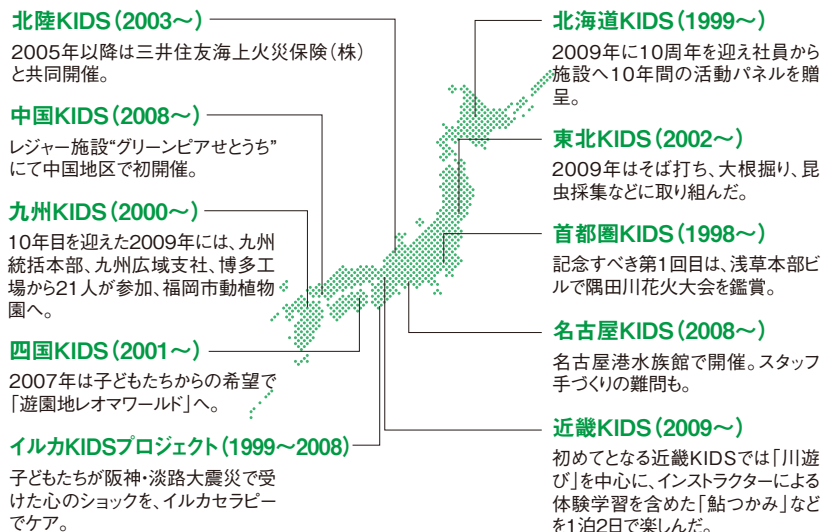 北陸KIDS(2003〜)
2005年以降は三井住友海上火災保険(株)
と共同開催。
中国KIDS(2008〜)
レジャー施設“グリーンピアせとうち”
にて中国地区で初開催。
九州KIDS(2000〜)
10年目を迎えた2009年には、九州
統括本部、九州広域支社、博多工
場から21人が参加、福岡市動植物
園へ。
四国KIDS(2001〜)
2007年は子どもたちからの希望で
「遊園地レオマワールド」へ。
イルカKIDSプロジェクト(1999〜2008)
子どもたちが阪神・淡路大震災で受
けた心のショックを、イルカセラピー
でケア。
北海道KIDS(1999〜)
2009年に10周年を迎え社員から
施設へ10年間の活動パネルを贈
呈。
東北KIDS(2002〜)
2009年はそば打ち、大根掘り、昆
虫採集などに取り組んだ。
首都圏KIDS(1998〜)
記念すべき第1回目は、浅草本部ビ
ルで隅田川花火大会を鑑賞。
名古屋KIDS(2008〜)
名古屋港水族館で開催。スタッフ
手づくりの難問も。
近畿KIDS(2009〜)
初めてとなる近畿KIDSでは「川遊
び」を中心に、インストラクターによる
体験学習を含めた「鮎つかみ」など
を1泊2日で楽しんだ。